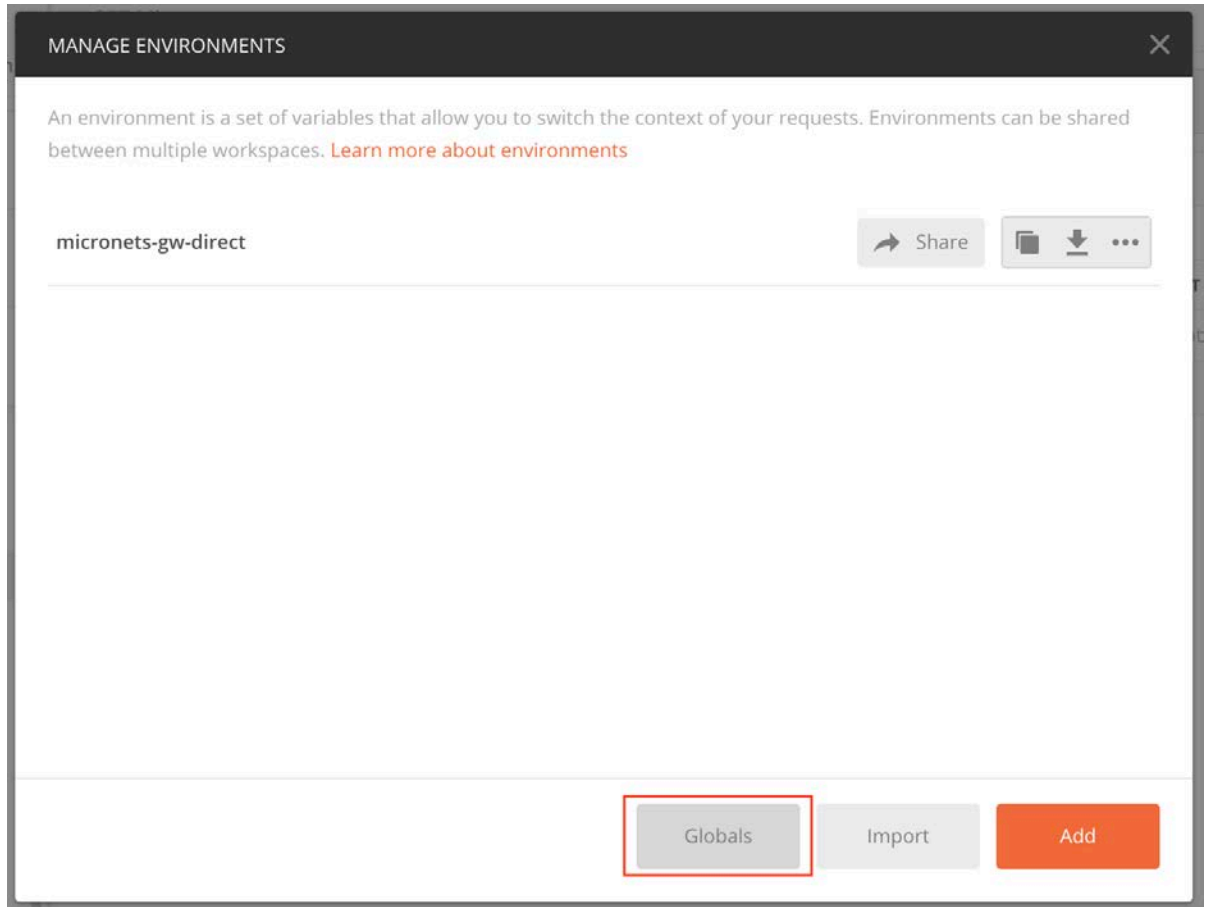 MANAGE ENVIRONMENTS
An environment is a set of variables that allow you to switch the context of your requests. Environments can be shared
between multiple workspaces. Learn more about environments
micronets-gw-direct
Share
Globals
Import
Add